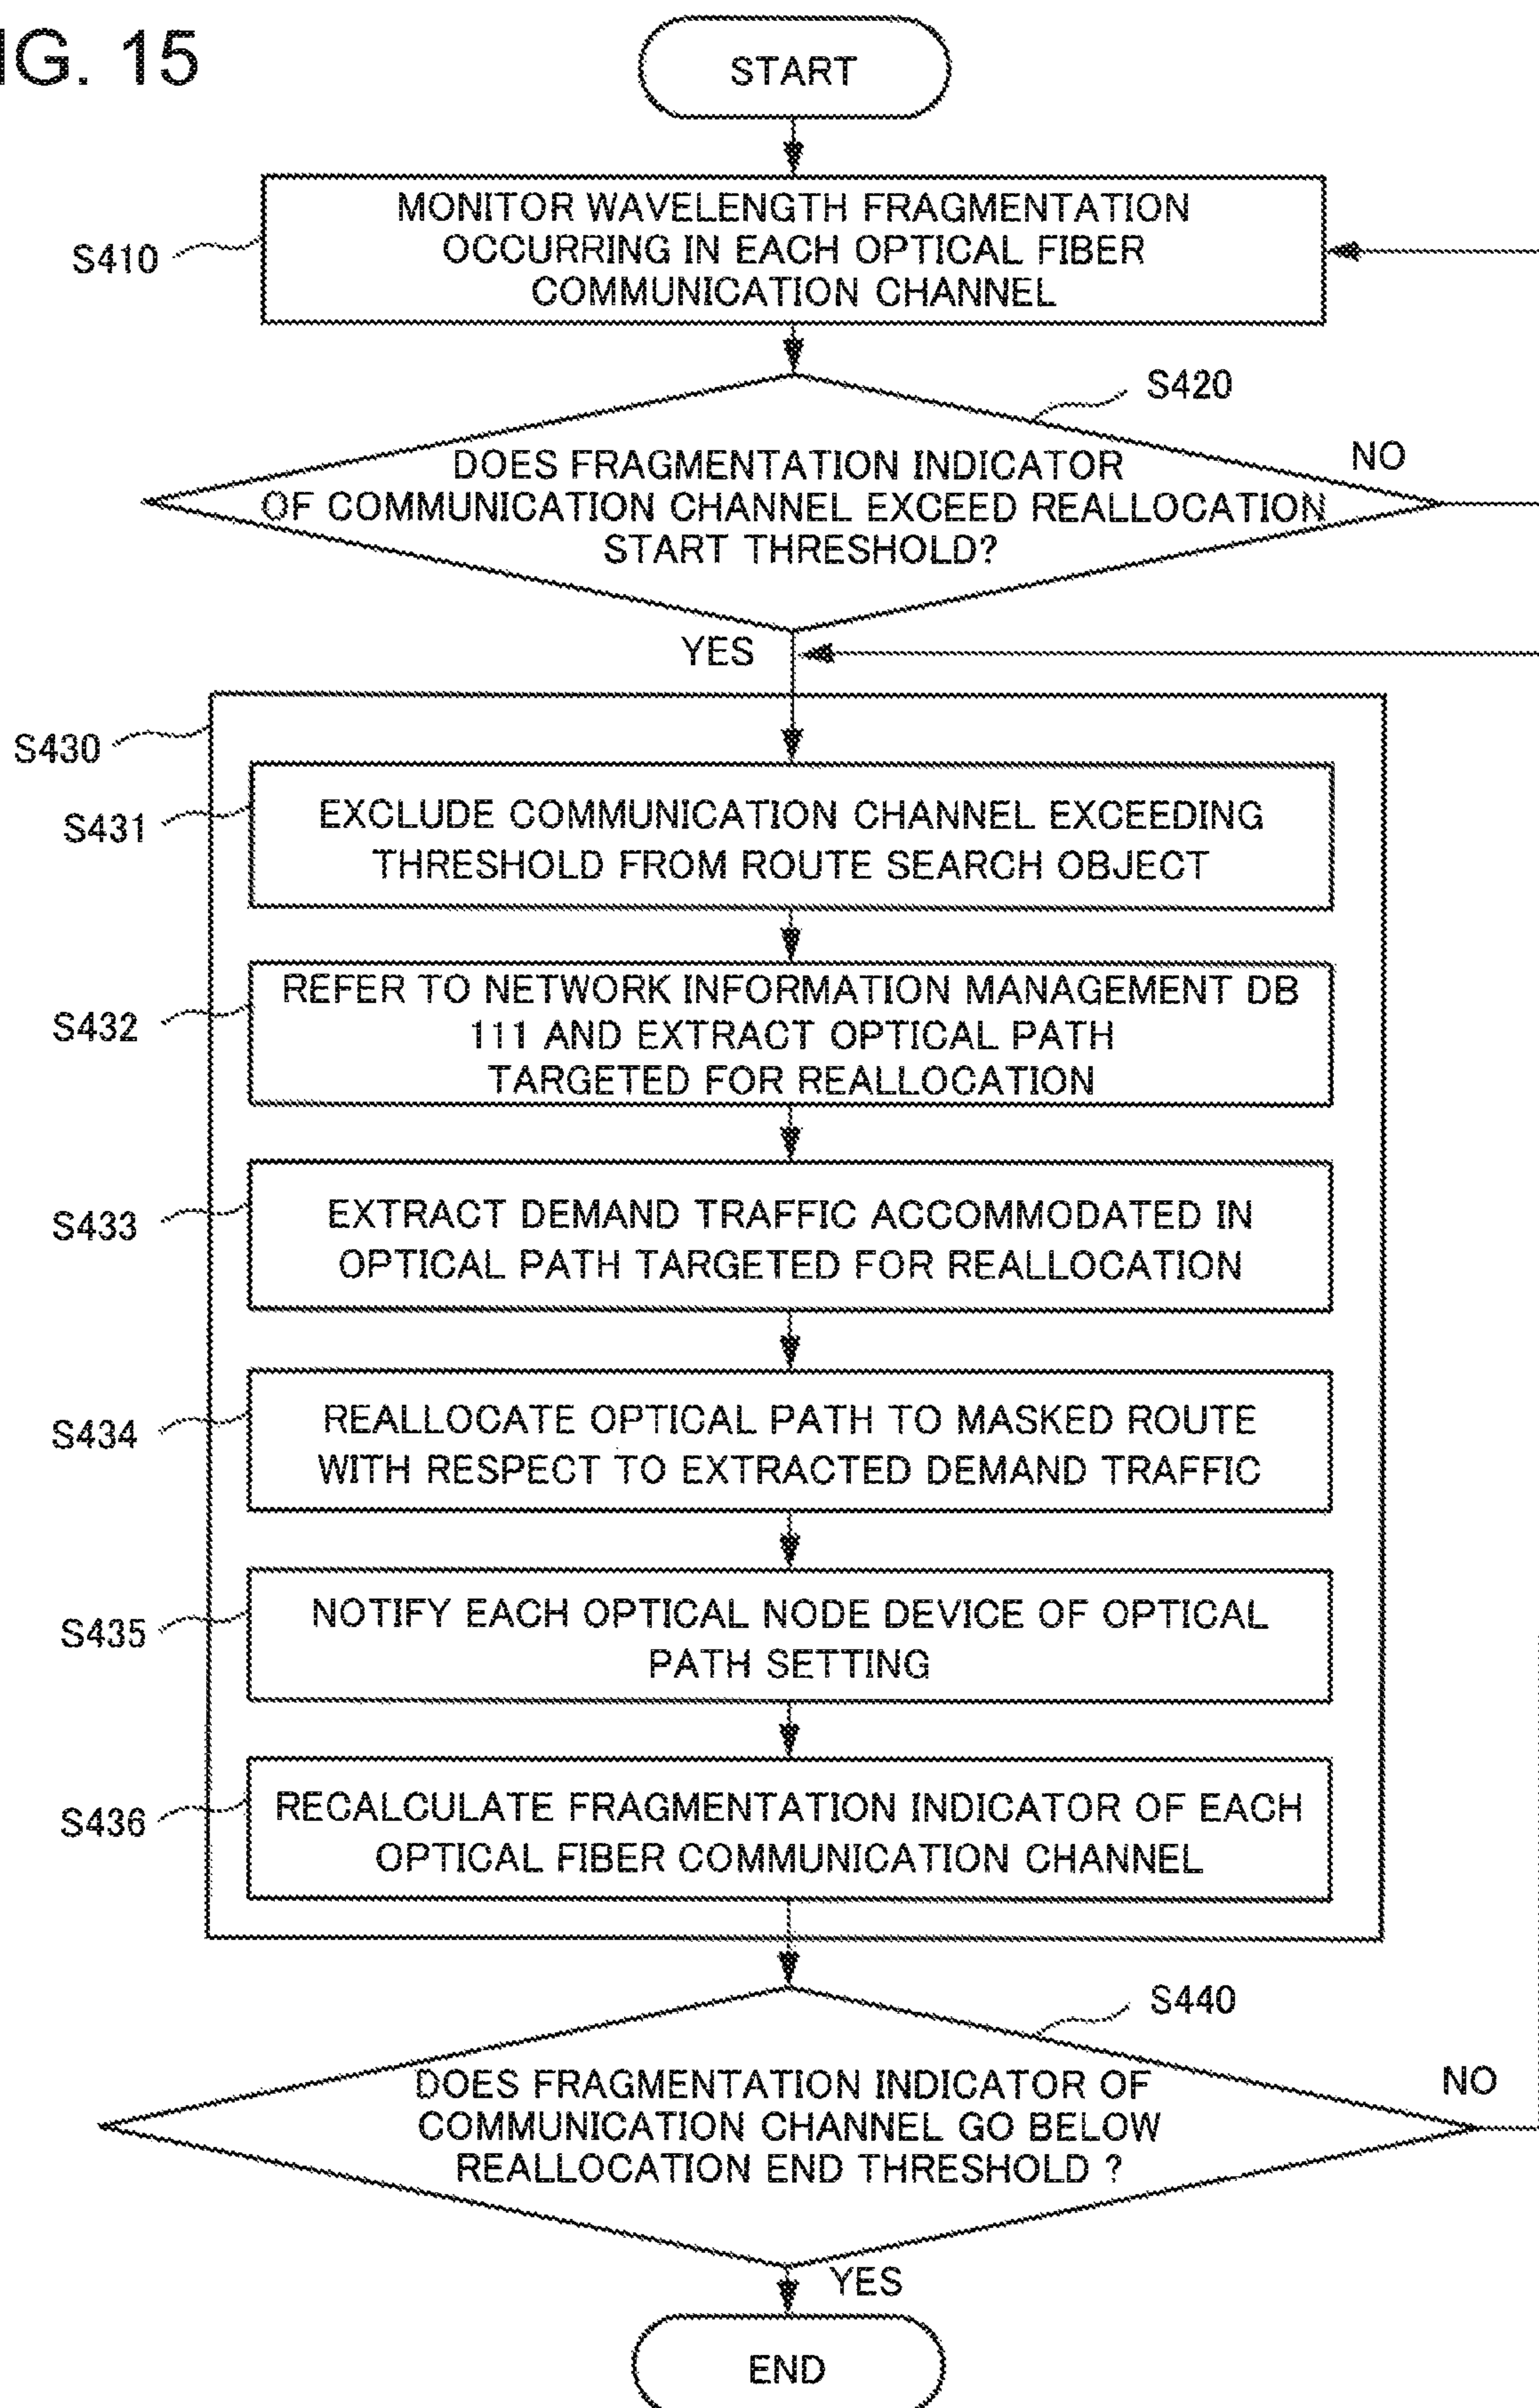 IG. 15
START
S410
MONITOR WAVELENGTH FRAGMENTATION
OCCURRING IN EACH OPTICAL FIBER
COMMUNICATION CHANNEL
S420
DOES FRAGMENTATION INDICATOR
OF COMMUNICATION CHANNEL EXCEED REALLOCATION
START THRESHOLD?
NO
YES
S430
S431
EXCLUDE COMMUNICATION CHANNEL EXCEEDING
THRESHOLD FROM ROUTE SEARCH OBJECT
S432
REFER TO NETWORK INFORMATION MANAGEMENT DB
111 AND EXTRACT OPTICAL PATH
TARGETED FOR REALLOCATION
S433
EXTRACT DEMAND TRAFFIC ACCOMMODATED IN
OPTICAL PATH TARGETED FOR REALLOCATION
S434
REALLOCATE OPTICAL PATH TO MASKED ROUTE
WITH RESPECT TO EXTRACTED DEMAND TRAFFIC
S435
NOTIFY EACH OPTICAL NODE DEVICE OF OPTICAL
PATH SETTING
S436
RECALCULATE FRAGMENTATION INDICATOR OF EACH
OPTICAL FIBER COMMUNICATION CHANNEL
S440
DOES FRAGMENTATION INDICATOR OF
COMMUNICATION CHANNEL GO BELOW
REALLOCATION END THRESHOLD ?
NO
YES
END